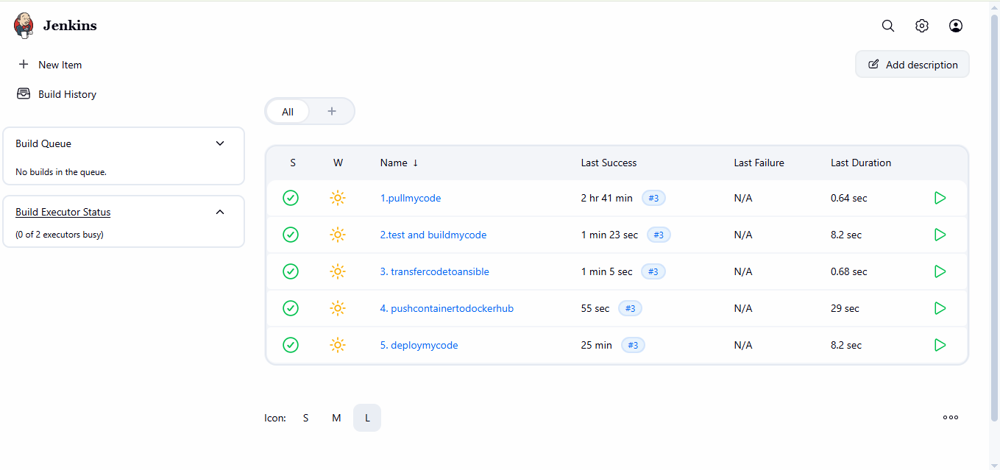 Jenkins
New Item
Add description
Build History
All
Build Queue
No builds in the queue.
Build Executor Status
(0 of 2 executors busy)
S W Name ↓ Last Success Last Failure Last Duration
1.pullmycode 2 hr 41 min #3 N/A 0.64 sec
2.test and buildmycode 1 min 23 sec #3 N/A 8.2 sec
3. transfercodetoansible 1 min 5 sec #3 N/A 0.68 sec
4. pushcontainertodockerhub 55 sec #3 N/A 29 sec
5. deploymycode 25 min #3 N/A 8.2 sec
Icon: S M L